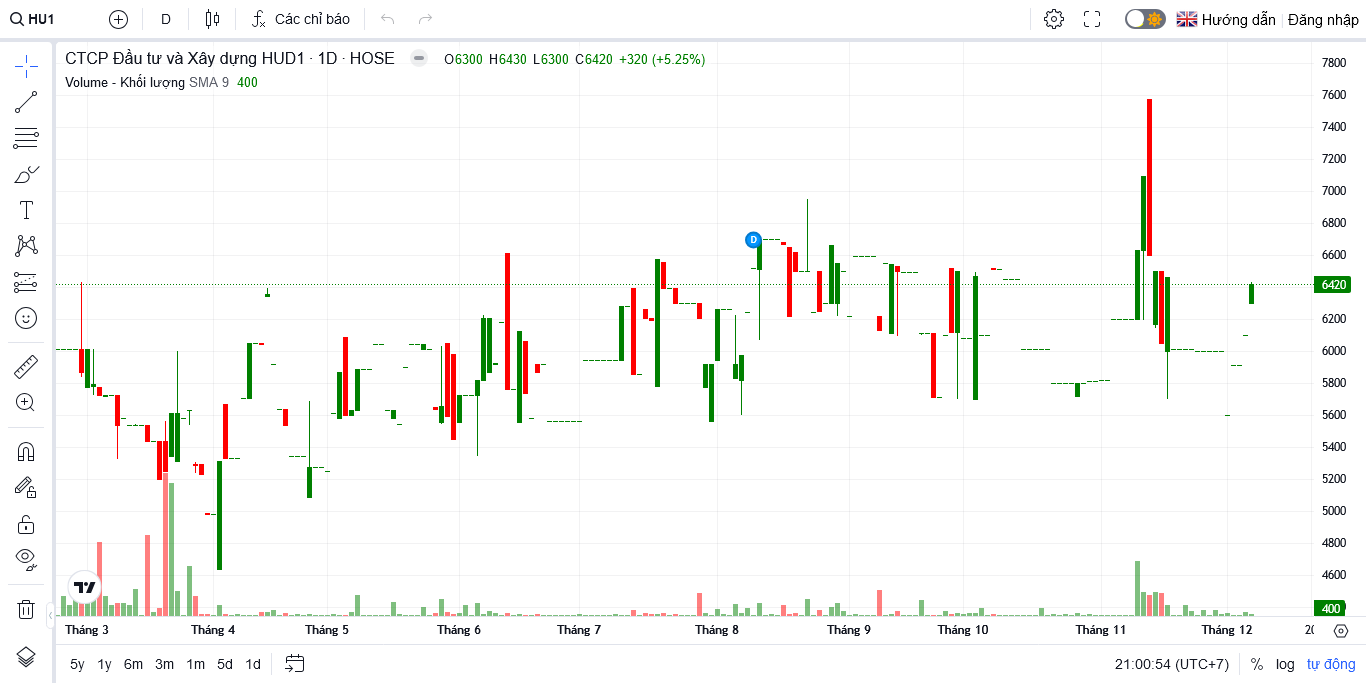 HU1 D Các chỉ báo Hướng dẫn Đăng nhập
CTCP Đầu tư và Xây dựng HUD1 · 1D · HOSE O6300 H6430 L6300 C6420 +320 (+5.25%)
Volume - Khối lượng SMA 9 400
7800
7600
7400
7200
7000
6800
6600
6420
6200
6000
5800
5600
5400
5200
5000
4800
4600
400
D
T
Tháng 3 Tháng 4 Tháng 5 Tháng 6 Tháng 7 Tháng 8 Tháng 9 Tháng 10 Tháng 11 Tháng 12
5y 1y 6m 3m 1m 5d 1d 21:00:54 (UTC+7) % log tự động